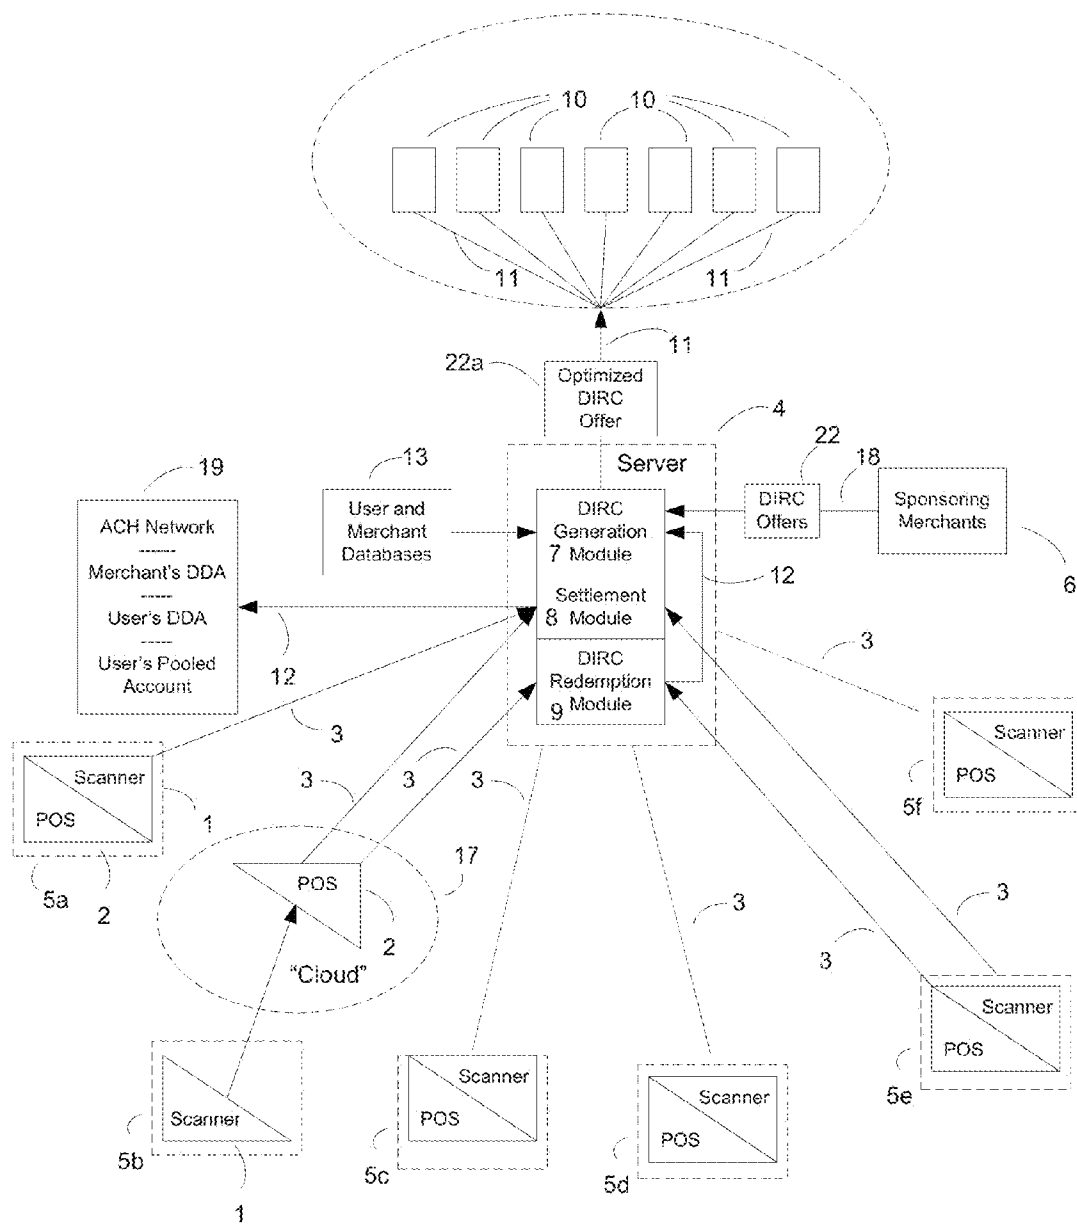 10
10
11
11
11
22a
Optimized
DIRC
Offer
4
Server
19
13
22
18
ACH Network
Merchant's DDA
User's DDA
User's Pooled
Account
User and
Merchant
Databases
DIRC
Generation
7 Module
Settlement
8 Module
DIRC
Redemption
9 Module
DIRC
Offers
Sponsoring
Merchants
6
12
12
3
3
3
3
3
Scanner
POS
1
5a
2
Scanner
POS
5f
17
POS
2
"Cloud"
3
3
3
Scanner
POS
5e
Scanner
5b
1
Scanner
POS
5c
Scanner
POS
5d